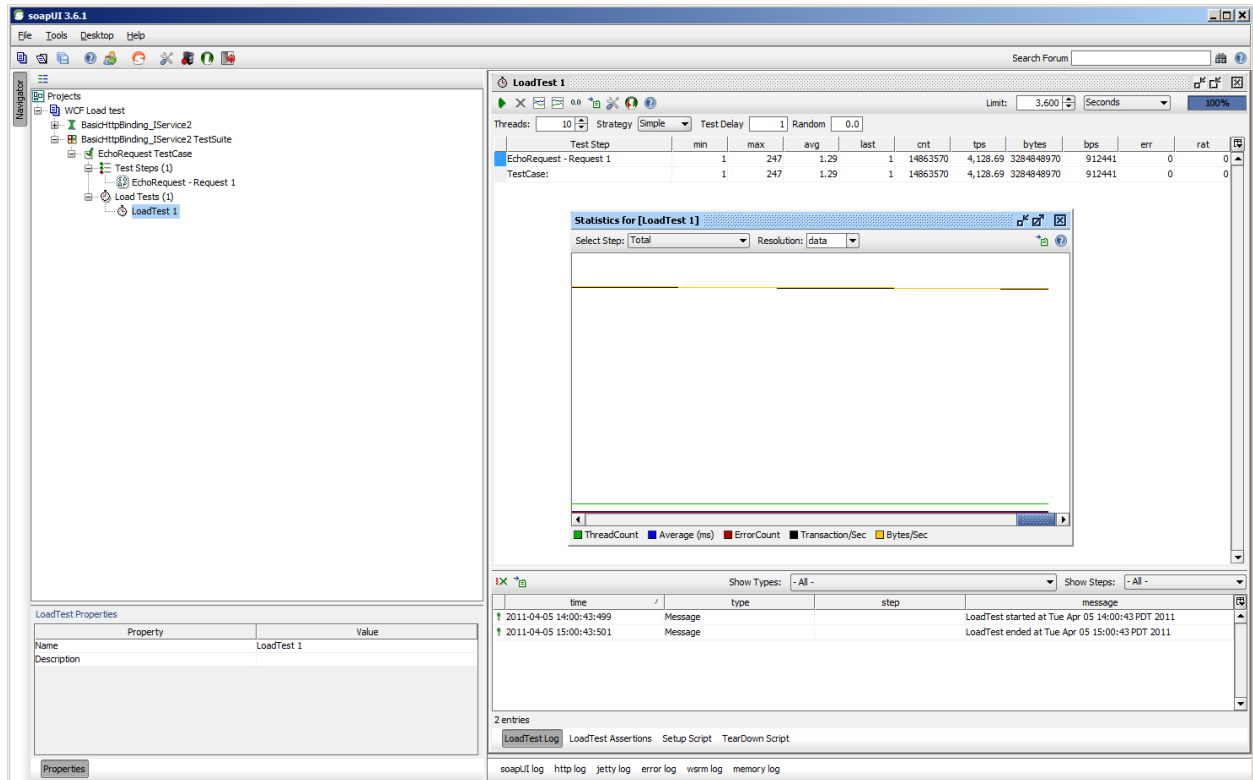 soapUI 3.6.1
File Tools Desktop Help
Search Forum
Navigator
Projects
WCF Load test
BasicHttpBinding_IService2
BasicHttpBinding_IService2 TestSuite
EchoRequest TestCase
Test Steps (1)
EchoRequest - Request 1
Load Tests (1)
LoadTest 1
LoadTest Properties
Property Value
Name LoadTest 1
Description
Properties
LoadTest 1
0.0 Limit: 3,600 Seconds 100%
Threads: 10 Strategy Simple Test Delay 1 Random 0.0
Test Step min max avg last cnt tps bytes bps err rat
EchoRequest - Request 1 1 247 1.29 1 14863570 4,128.69 3284848970 912441 0 0
TestCase: 1 247 1.29 1 14863570 4,128.69 3284848970 912441 0 0
Statistics for [LoadTest 1]
Select Step: Total Resolution: data
ThreadCount Average (ms) ErrorCount Transaction/Sec Bytes/Sec
Show Types: - All - Show Steps: - All -
time type step message
2011-04-05 14:00:43:499 Message LoadTest started at Tue Apr 05 14:00:43 PDT 2011
2011-04-05 15:00:43:501 Message LoadTest ended at Tue Apr 05 15:00:43 PDT 2011
2 entries
LoadTest Log LoadTest Assertions Setup Script TearDown Script
soapUI log http log jetty log error log wsrm log memory log